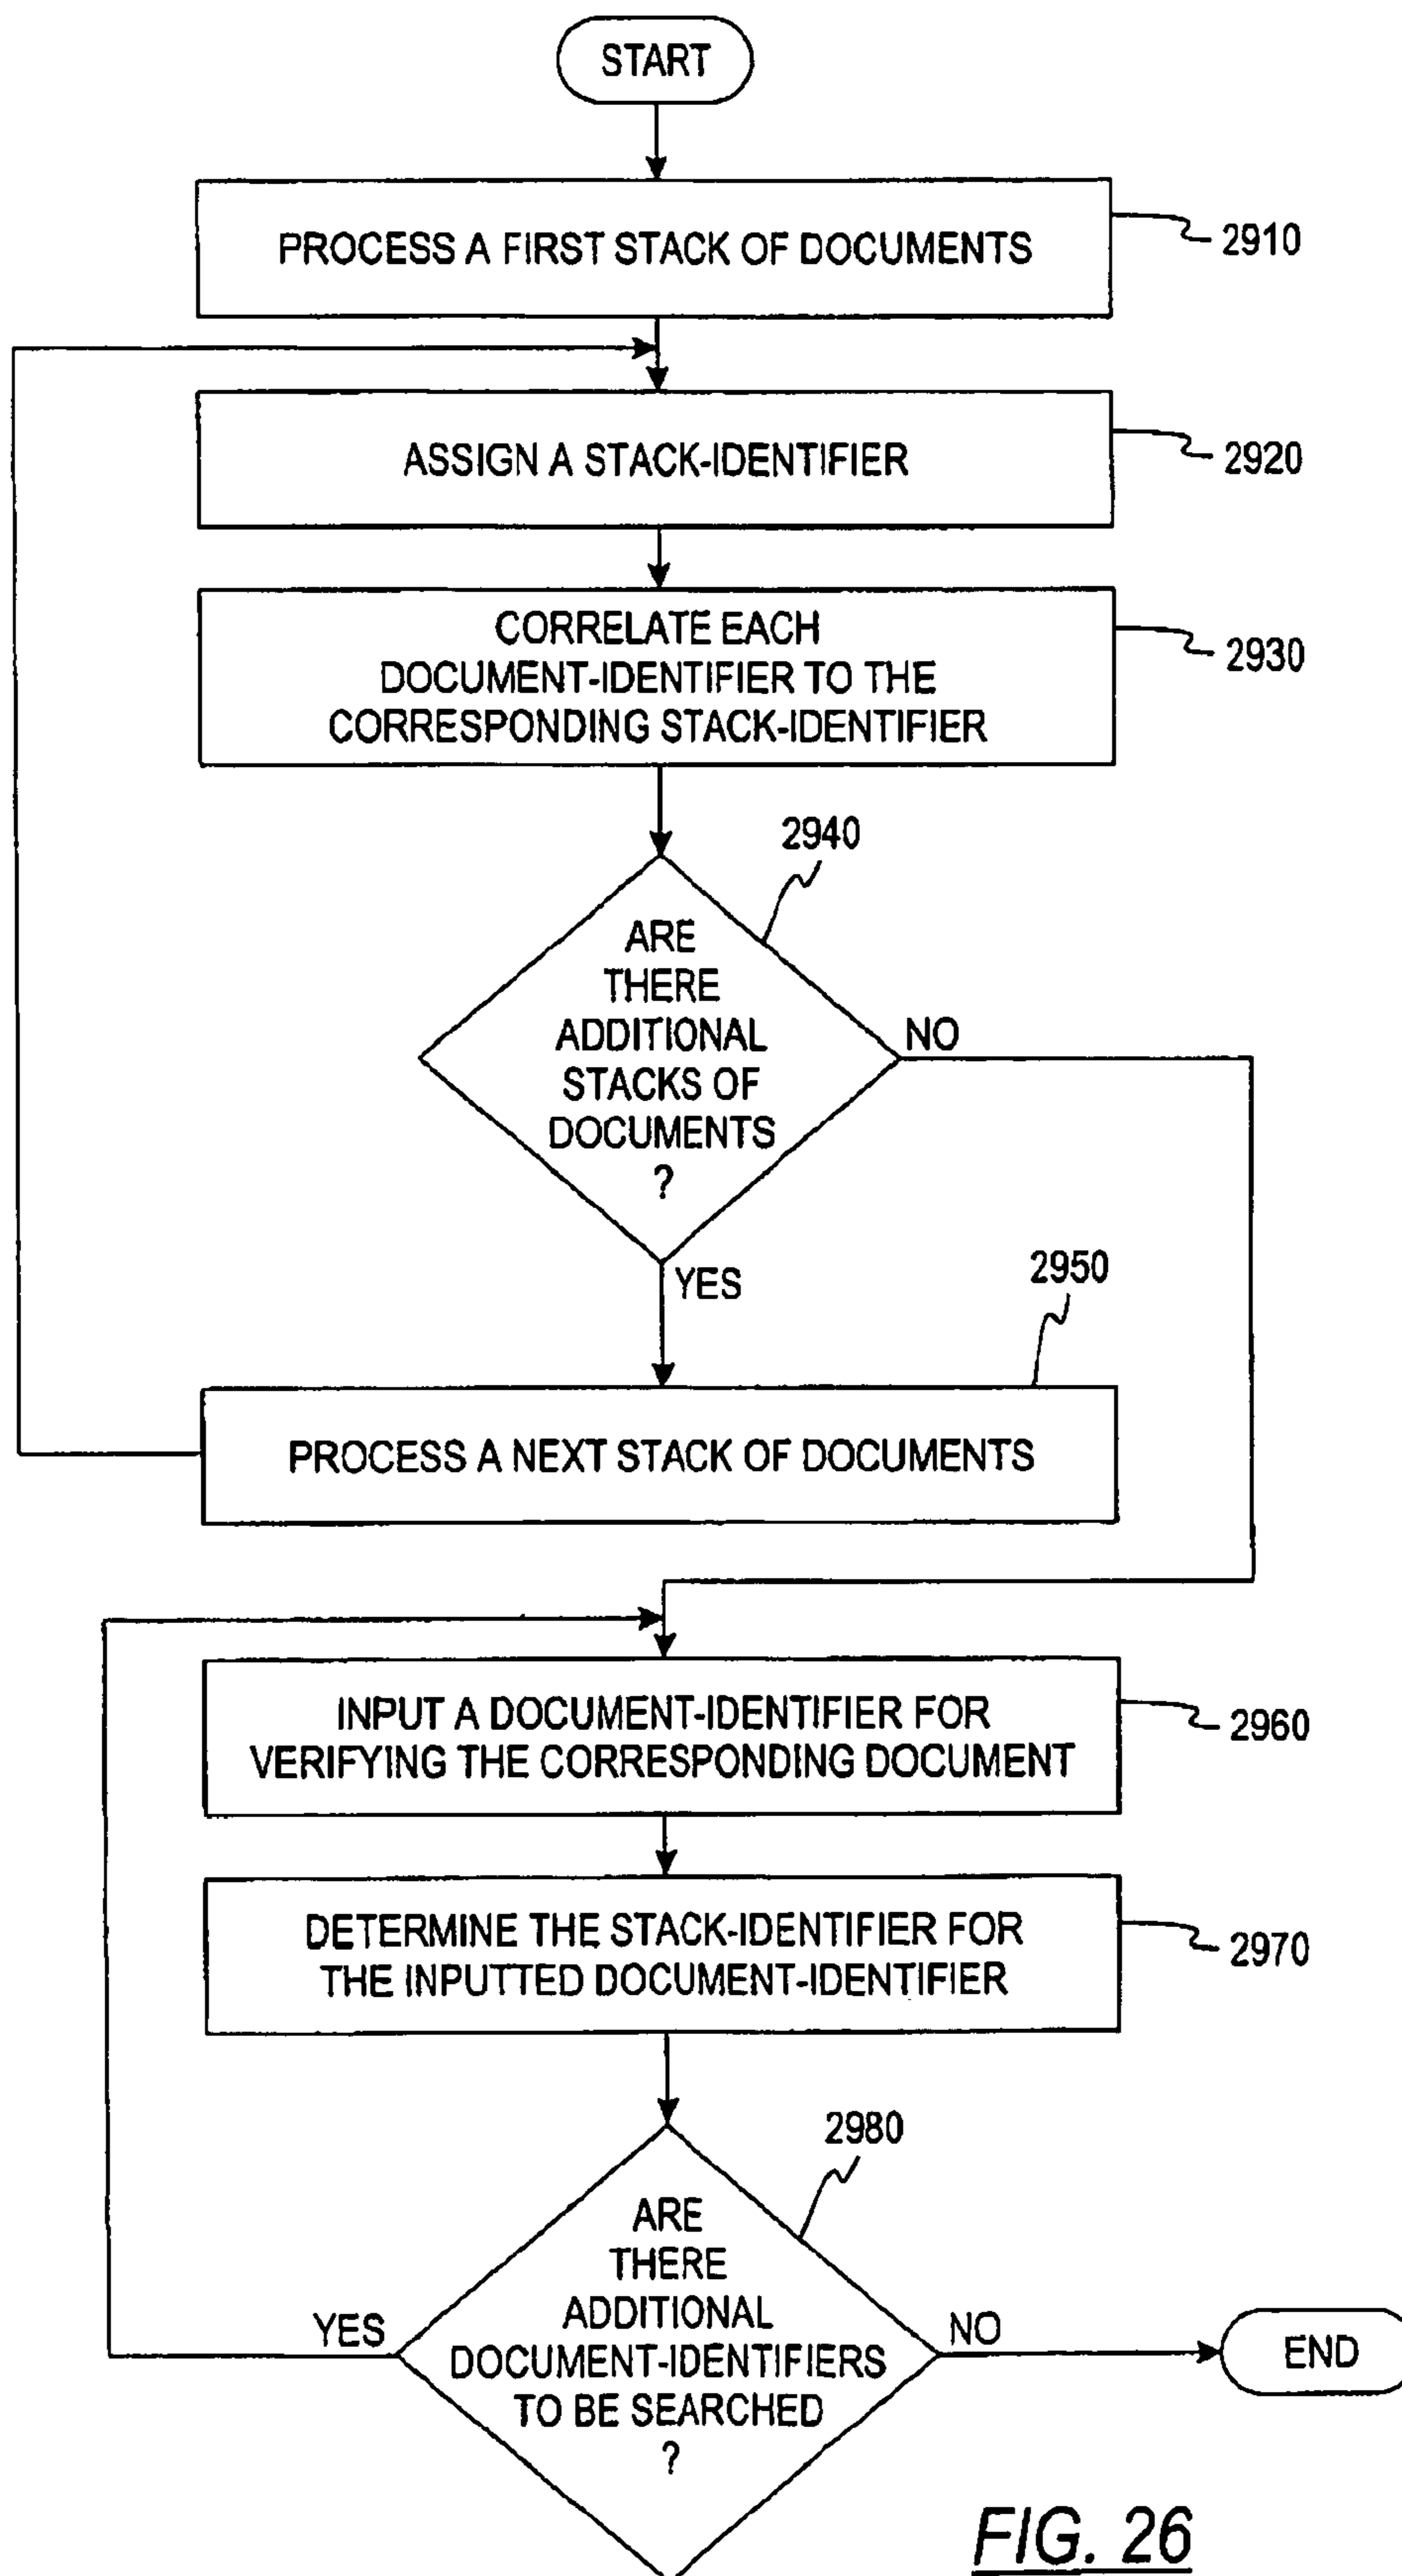 START
PROCESS A FIRST STACK OF DOCUMENTS
2910
ASSIGN A STACK-IDENTIFIER
2920
CORRELATE EACH
DOCUMENT-IDENTIFIER TO THE
CORRESPONDING STACK-IDENTIFIER
2930
2940
ARE
THERE
ADDITIONAL
STACKS OF
DOCUMENTS
?
NO
YES
2950
PROCESS A NEXT STACK OF DOCUMENTS
INPUT A DOCUMENT-IDENTIFIER FOR
VERIFYING THE CORRESPONDING DOCUMENT
2960
DETERMINE THE STACK-IDENTIFIER FOR
THE INPUTTED DOCUMENT-IDENTIFIER
2970
2980
ARE
THERE
ADDITIONAL
DOCUMENT-IDENTIFIERS
TO BE SEARCHED
?
YES
NO
END
FIG. 26